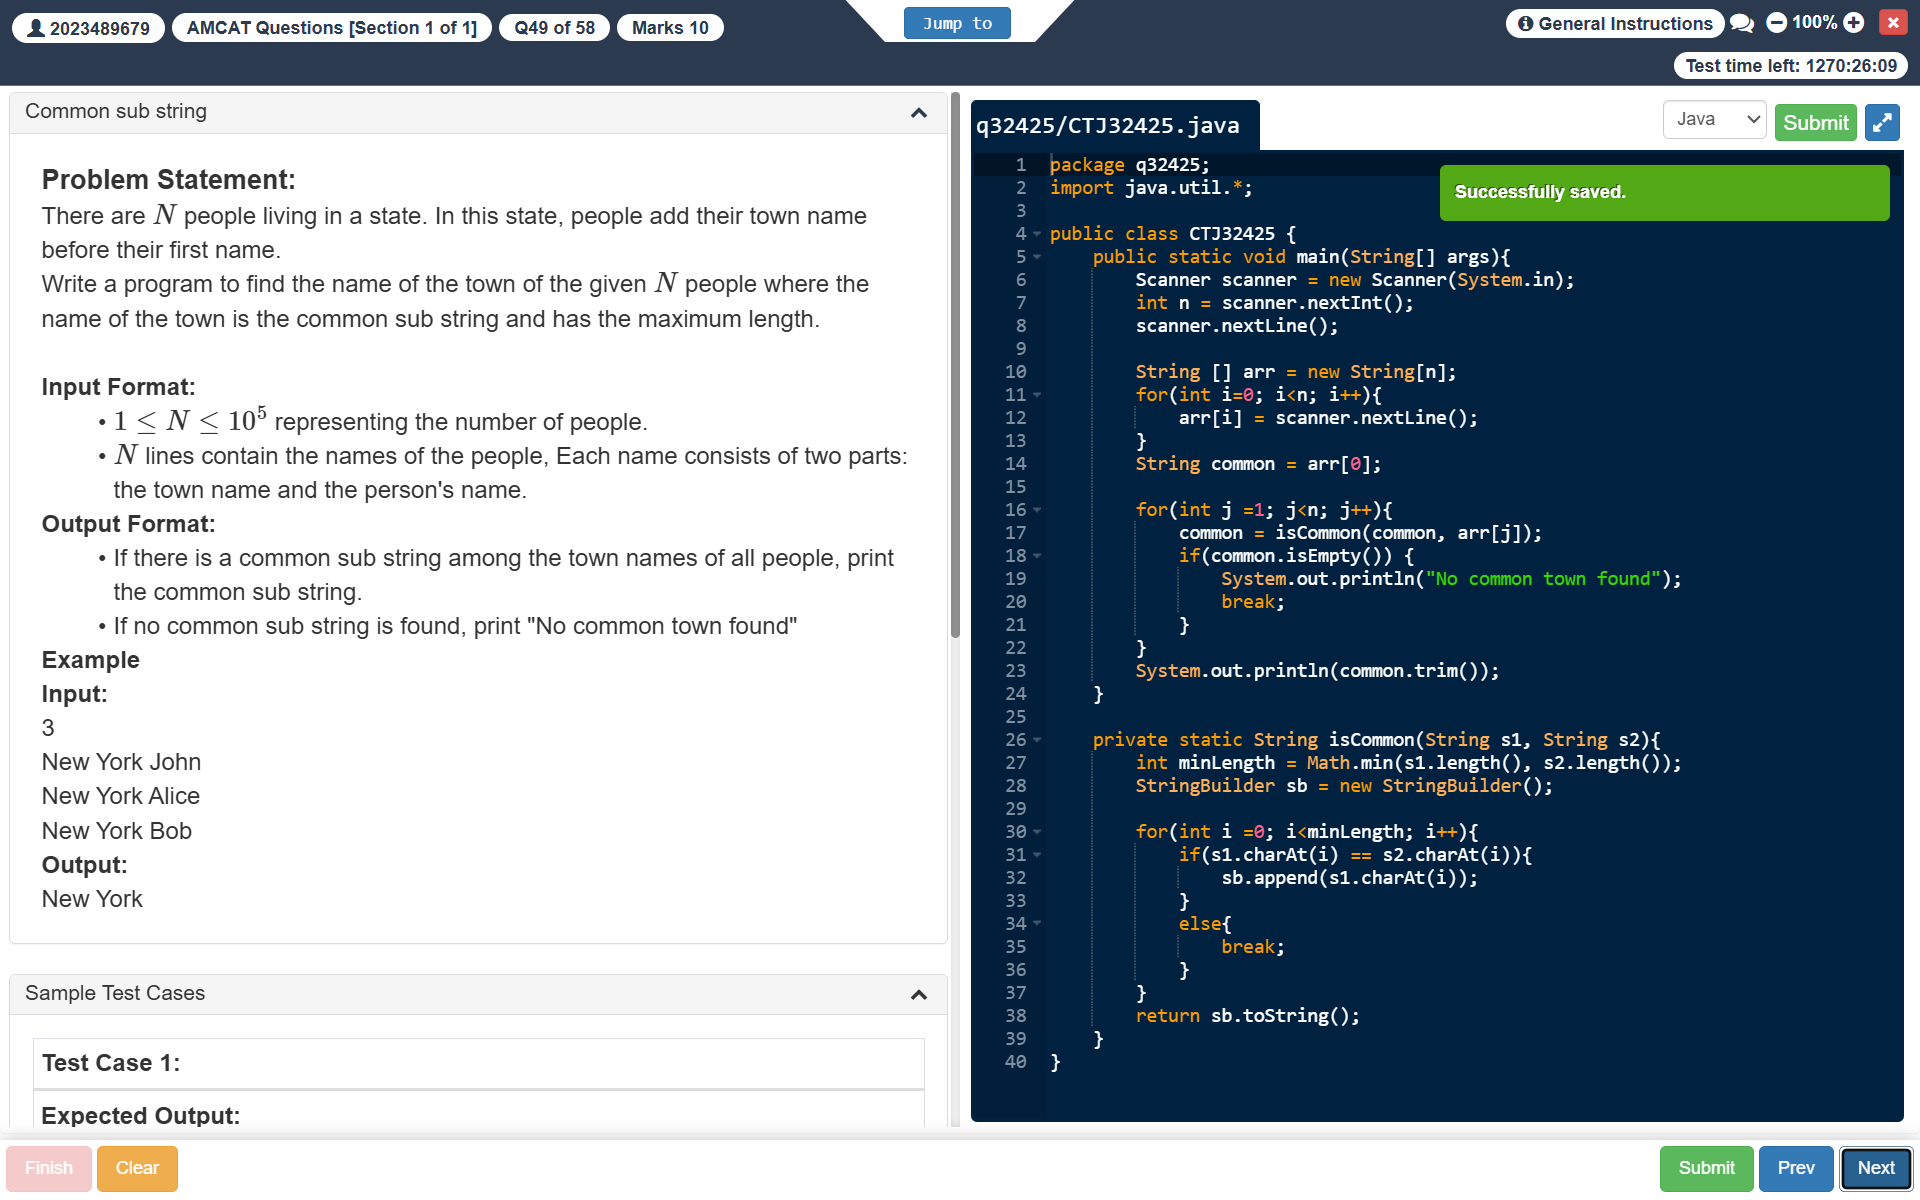 2023489679
AMCAT Questions [Section 1 of 1]
Q49 of 58
Marks 10
Jump to
General Instructions
100%
Test time left: 1270:26:09
Common sub string
Problem Statement:
There are N people living in a state. In this state, people add their town name
before their first name.
Write a program to find the name of the town of the given N people where the
name of the town is the common sub string and has the maximum length.
Input Format:
• 1 ≤ N ≤ 10⁵ representing the number of people.
• N lines contain the names of the people, Each name consists of two parts:
the town name and the person's name.
Output Format:
• If there is a common sub string among the town names of all people, print
the common sub string.
• If no common sub string is found, print "No common town found"
Example
Input:
3
New York John
New York Alice
New York Bob
Output:
New York
Sample Test Cases
Test Case 1:
Expected Output:
q32425/CTJ32425.java
Java
Submit
Successfully saved.
1 package q32425;
2 import java.util.*;
3
4 public class CTJ32425 {
5 public static void main(String[] args){
6 Scanner scanner = new Scanner(System.in);
7 int n = scanner.nextInt();
8 scanner.nextLine();
9
10 String [] arr = new String[n];
11 for(int i=0; i<n; i++){
12 arr[i] = scanner.nextLine();
13 }
14 String common = arr[0];
15
16 for(int j =1; j<n; j++){
17 common = isCommon(common, arr[j]);
18 if(common.isEmpty()) {
19 System.out.println("No common town found");
20 break;
21 }
22 }
23 System.out.println(common.trim());
24 }
25
26 private static String isCommon(String s1, String s2){
27 int minLength = Math.min(s1.length(), s2.length());
28 StringBuilder sb = new StringBuilder();
29
30 for(int i =0; i<minLength; i++){
31 if(s1.charAt(i) == s2.charAt(i)){
32 sb.append(s1.charAt(i));
33 }
34 else{
35 break;
36 }
37 }
38 return sb.toString();
39 }
40 }
Finish
Clear
Submit
Prev
Next